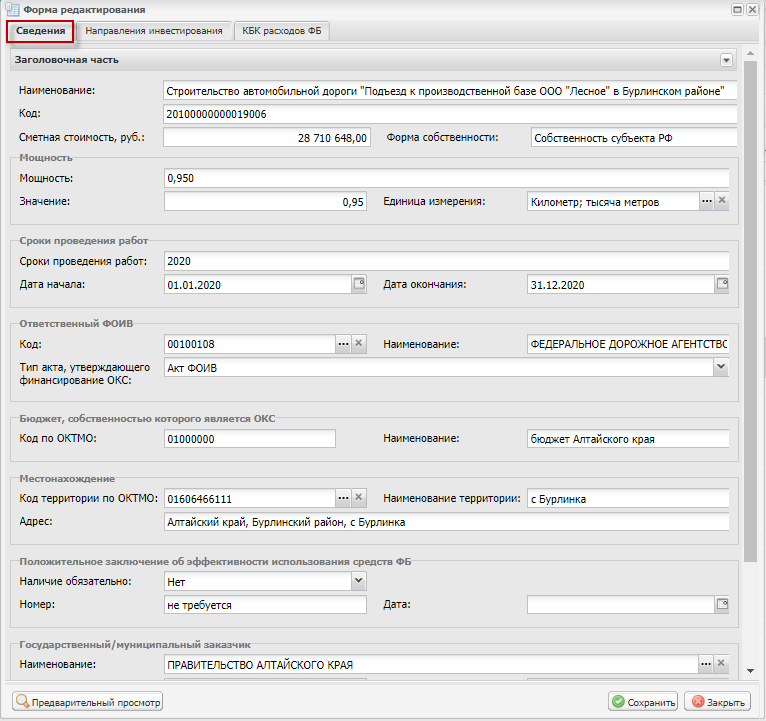 Форма редактирования
Сведения Направления инвестирования КБК расходов ФБ
Заголовочная часть
Наименование: Строительство автомобильной дороги "Подъезд к производственной базе ООО "Лесное" в Бурлинском районе"
Код: 20100000000019006
Сметная стоимость, руб.: 28 710 648,00 Форма собственности: Собственность субъекта РФ
Мощность
Мощность: 0,950
Значение: 0,95 Единица измерения: Километр; тысяча метров
Сроки проведения работ
Сроки проведения работ: 2020
Дата начала: 01.01.2020 Дата окончания: 31.12.2020
Ответственный ФОИВ
Код: 00100108 Наименование: ФЕДЕРАЛЬНОЕ ДОРОЖНОЕ АГЕНТСТВО
Тип акта, утверждающего
финансирование ОКС: Акт ФОИВ
Бюджет, собственностью которого является ОКС
Код по ОКТМО: 01000000 Наименование: бюджет Алтайского края
Местонахождение
Код территории по ОКТМО: 01606466111 Наименование территории: с Бурлинка
Адрес: Алтайский край, Бурлинский район, с Бурлинка
Положительное заключение об эффективности использования средств ФБ
Наличие обязательно: Нет
Номер: не требуется Дата:
Государственный/муниципальный заказчик
Наименование: ПРАВИТЕЛЬСТВО АЛТАЙСКОГО КРАЯ
Предварительный просмотр Сохранить Закрыть